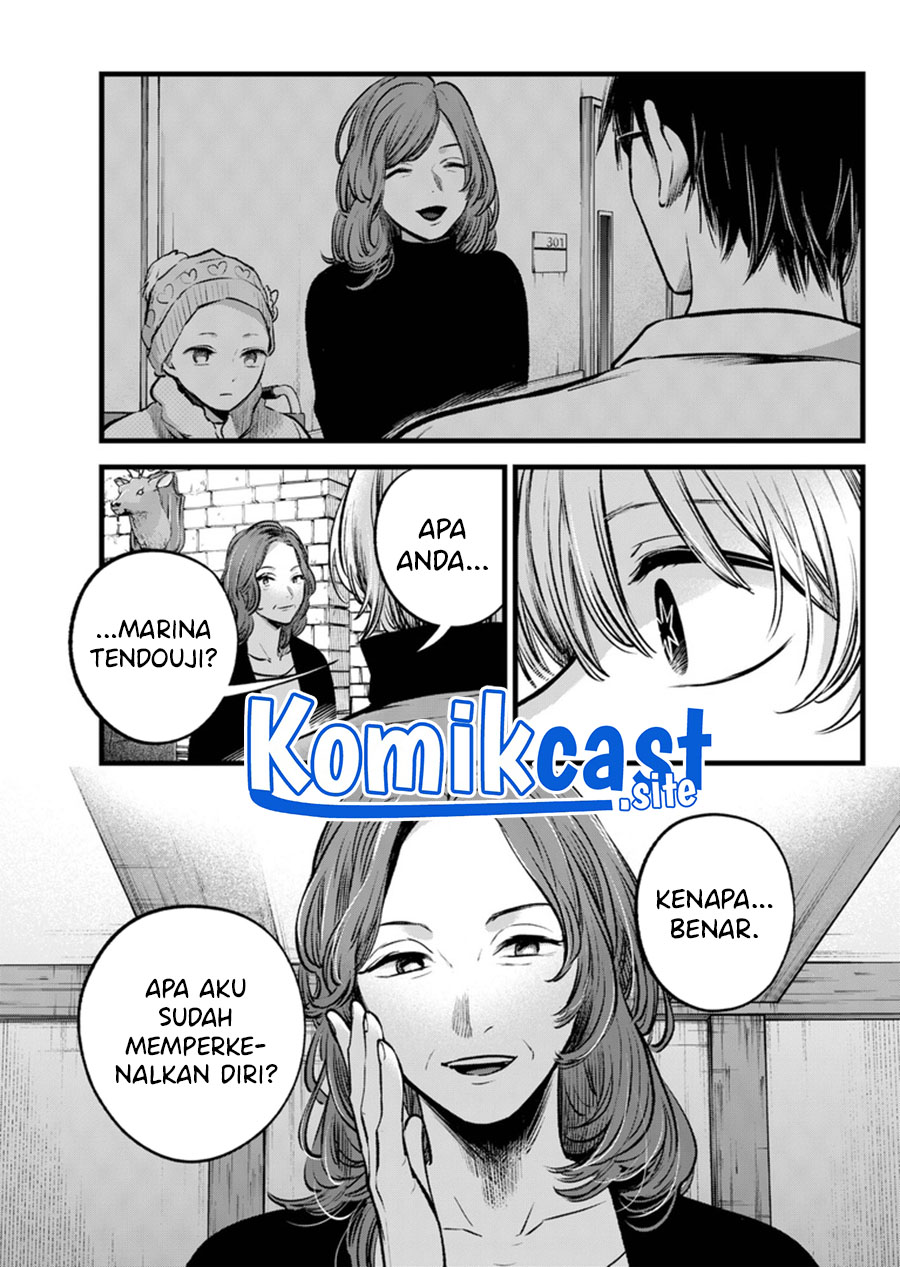 301
APA
ANDA...
...MARINA
TENDOUJI?
Komikcast
.site
KENAPA...
BENAR.
APA AKU
SUDAH
MEMPERKE-
NALKAN DIRI?